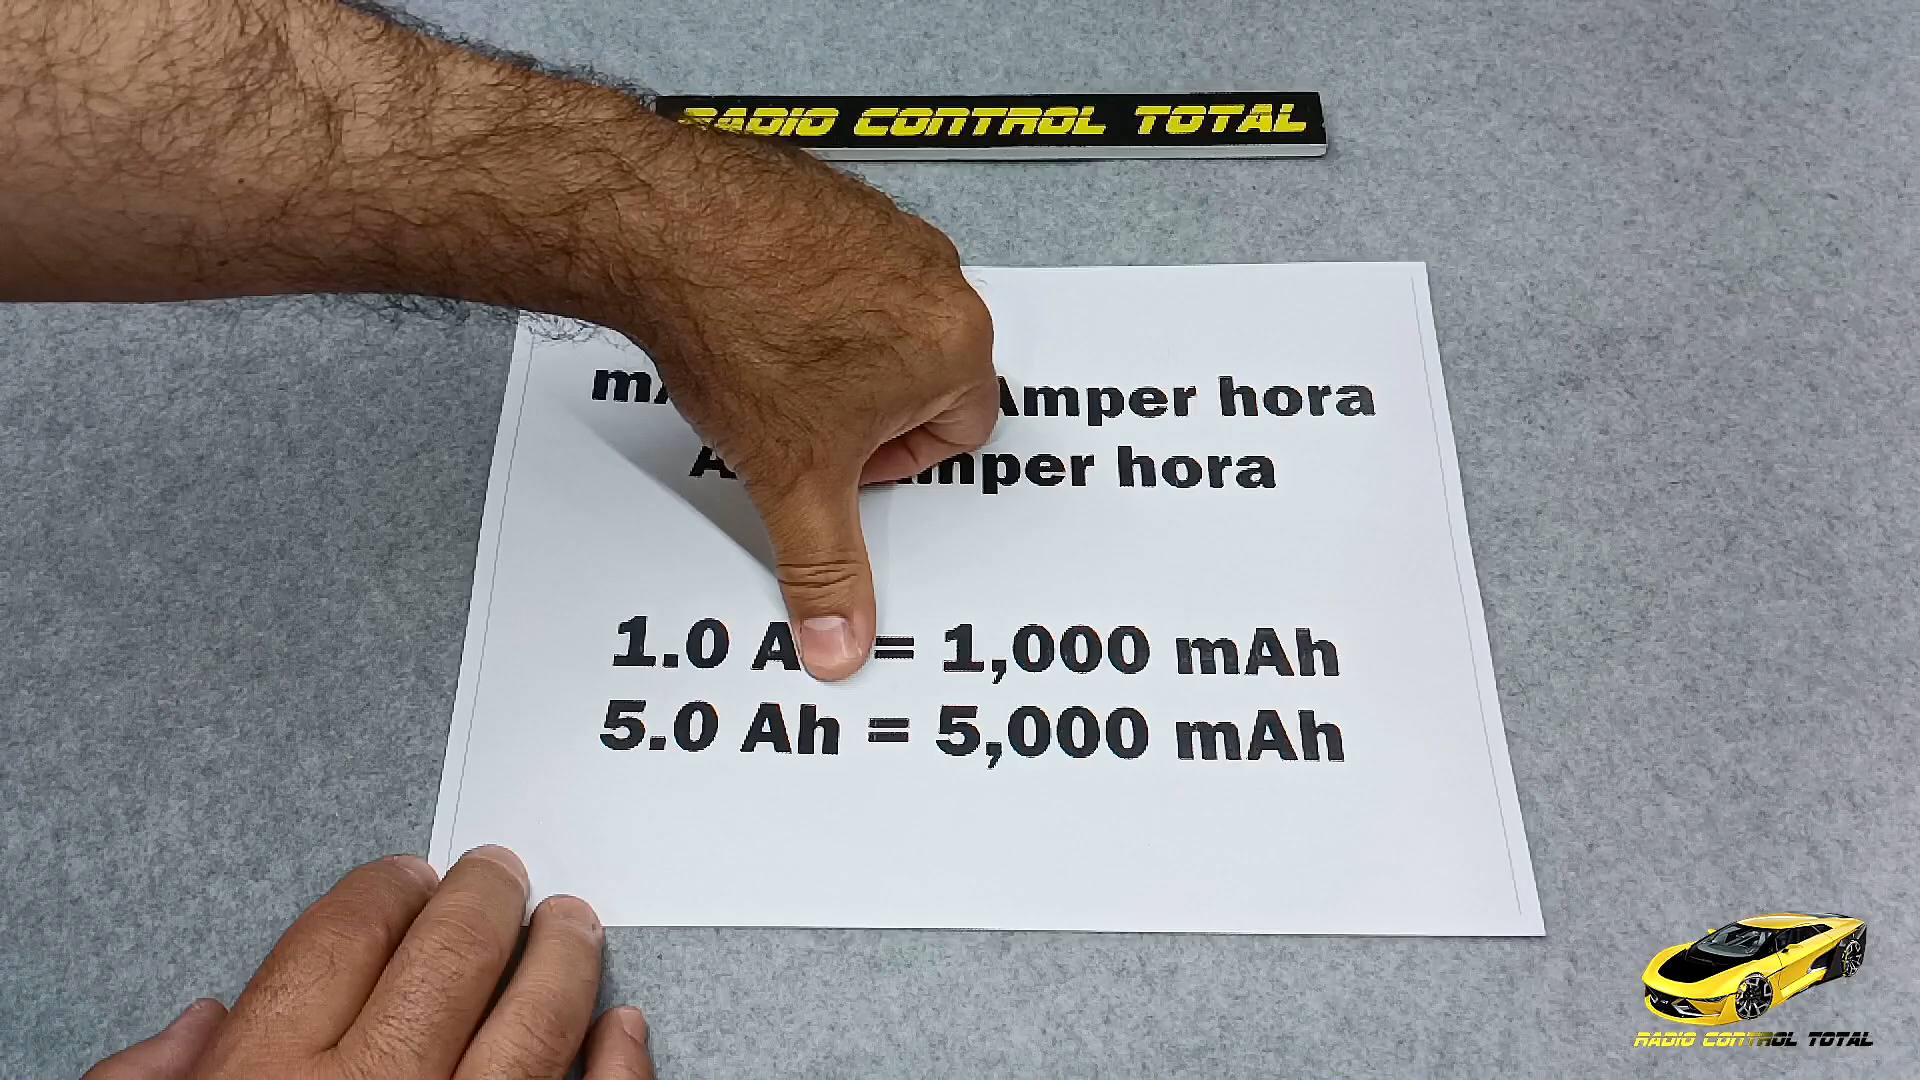 RADIO CONTROL TOTAL
Amper hora
hora
1.0 = 1,000 mAh
5.0 Ah = 5,000 mAh
RADIO CONTROL TOTAL